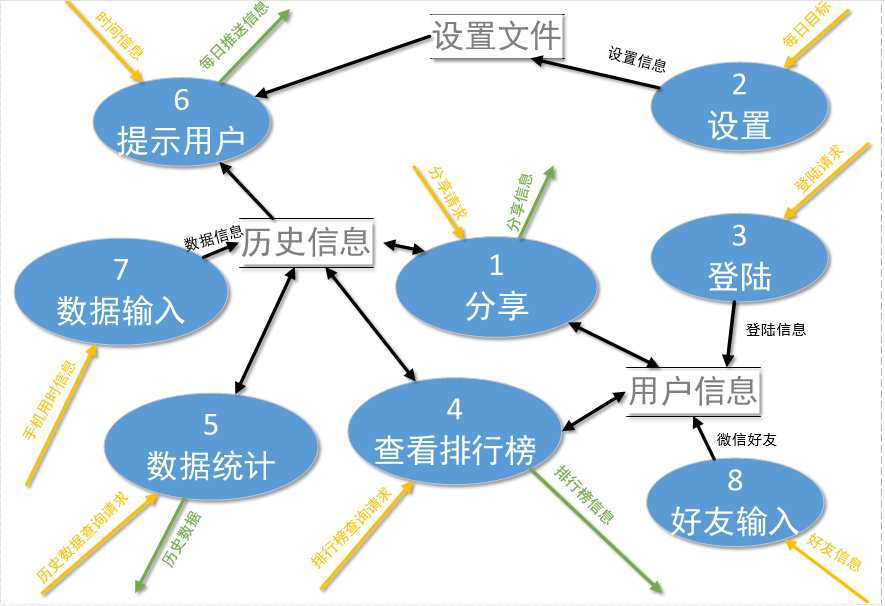 时间信息
每日推送信息
设置文件
设置信息
每日目标
6
提示用户
2
设置
分享请求
分享信息
登陆请求
数据信息
历史信息
3
登陆
7
数据输入
1
分享
登陆信息
手机用时信息
用户信息
5
数据统计
4
查看排行榜
微信好友
8
好友输入
历史数据查询请求
历史数据
排行榜查询请求
排行榜信息
好友信息